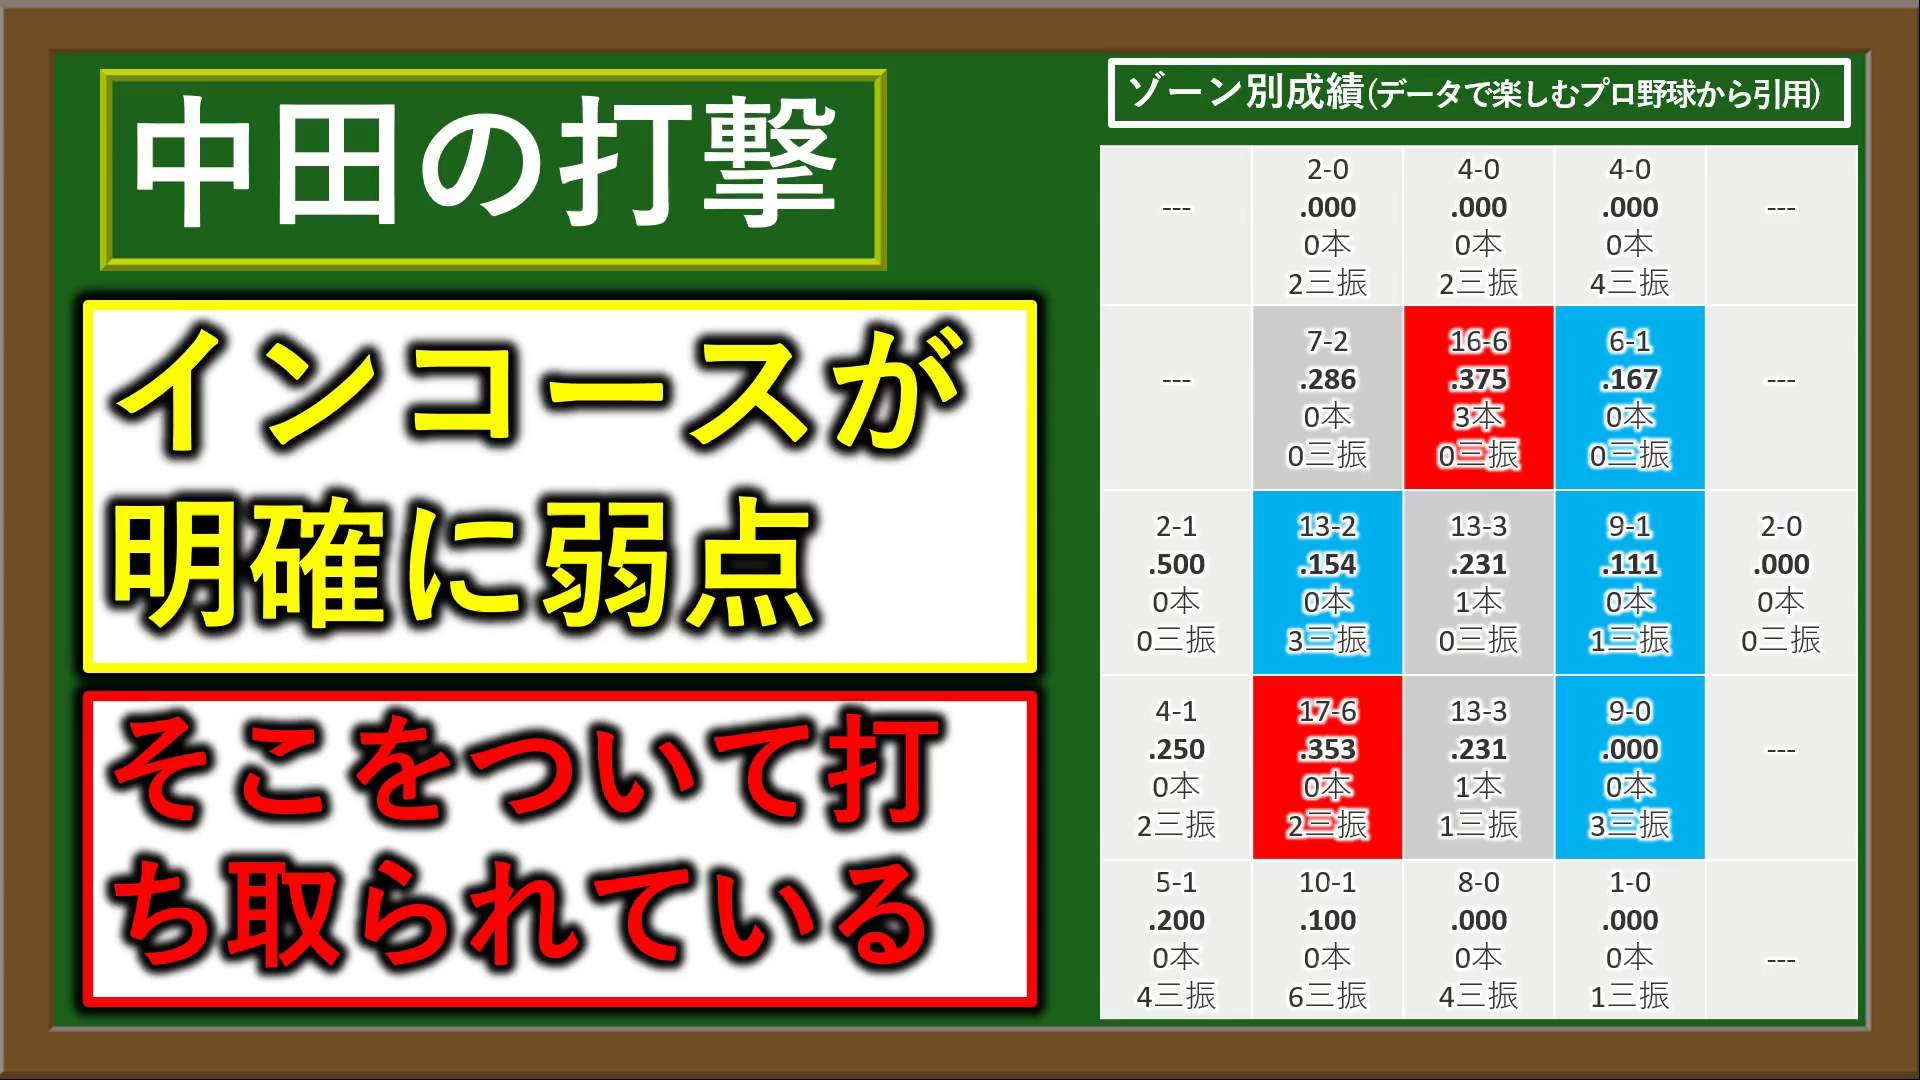 中田の打撃
インコースが
明確に弱点
そこをついて打
ち取られている
ゾーン別成績(データで楽しむプロ野球から引用)
--- 2-0 4-0 4-0 ---
.000 .000 .000
0本 0本 0本
2三振 2三振 4三振
--- 7-2 16-6 6-1 ---
.286 .375 .167
0本 3本 0本
0三振 0三振 0三振
2-1 13-2 13-3 9-1 2-0
.500 .154 .231 .111 .000
0本 0本 1本 0本 0本
0三振 3三振 0三振 1三振 0三振
4-1 17-6 13-3 9-0 ---
.250 .353 .231 .000
0本 0本 1本 0本
2三振 2三振 1三振 3三振
5-1 10-1 8-0 1-0 ---
.200 .100 .000 .000
0本 0本 0本 0本
4三振 6三振 4三振 1三振